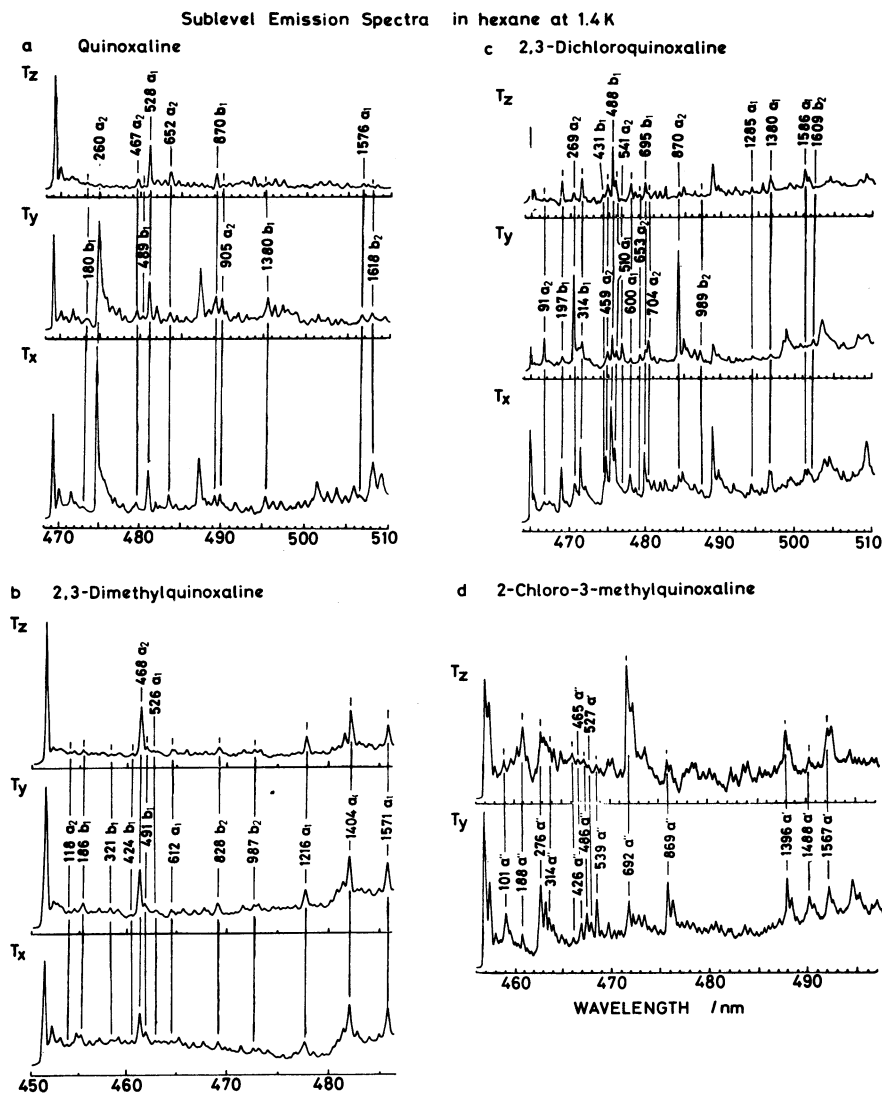 Sublevel Emission Spectra in hexane at 1.4K
a Quinoxaline
Tz
260 a2
467 a2
528 a1
652 a2
870 b1
1576 a1
Ty
180 b1
489 b1
905 a2
1380 b1
1618 b2
Tx
470 480 490 500 510
c 2,3-Dichloroquinoxaline
Tz
269 a2
431 b1
488 b1
541 a2
695 b1
870 a2
1285 a1
1380 a1
1586 a1
1609 b2
Ty
91 a2
197 b1
314 b1
459 a2
510 a1
600 a1
653 a2
704 a2
989 b2
Tx
470 480 490 500 510
b 2,3-Dimethylquinoxaline
Tz
468 a2
526 a1
Ty
118 a2
186 b1
321 b1
424 b1
491 b1
612 a1
828 b2
987 b2
1216 a1
1404 a1
1571 a1
Tx
450 460 470 480
d 2-Chloro-3-methylquinoxaline
Tz
465 a"
527 a'
Ty
101 a"
188 a"
276 a"
314 a"
426 a"
486 a"
539 a"
692 a"
869 a"
1396 a'
1488 a'
1567 a'
460 470 480 490
WAVELENGTH / nm